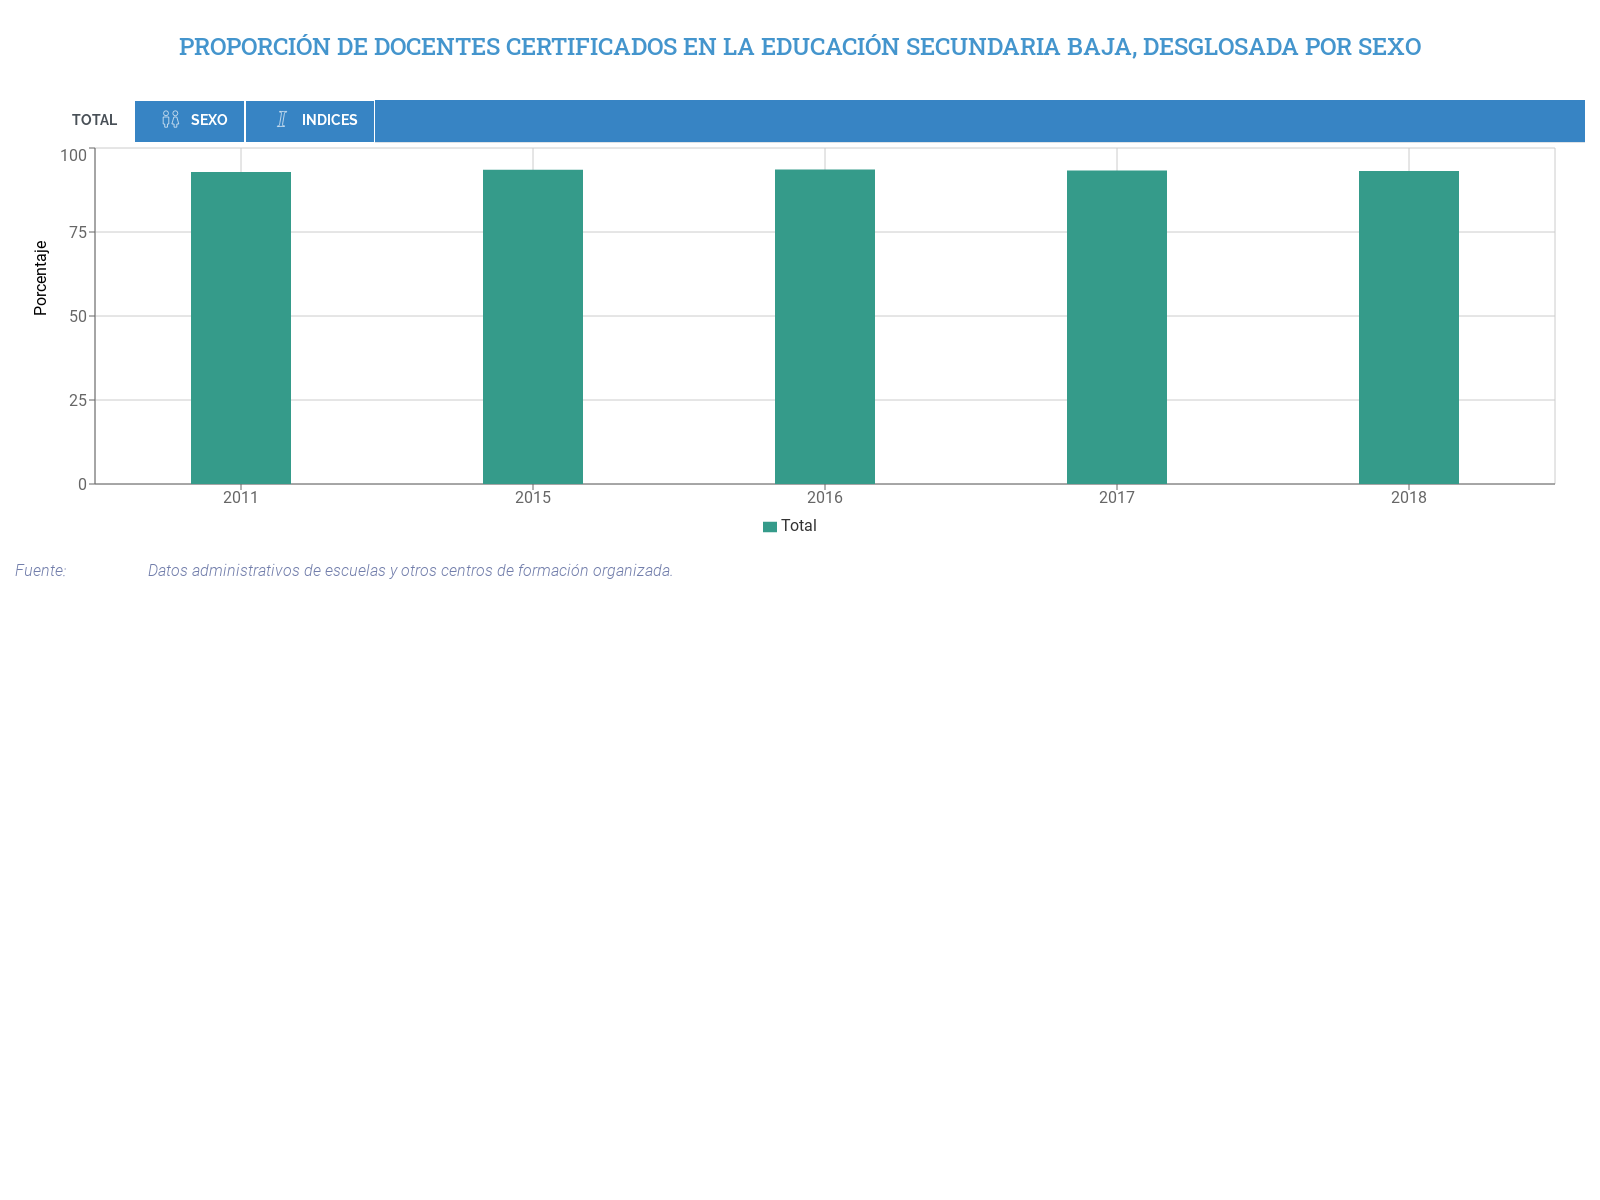 PROPORCIÓN DE DOCENTES CERTIFICADOS EN LA EDUCACIÓN SECUNDARIA BAJA, DESGLOSADA POR SEXO
TOTAL SEXO INDICES
100
75
50
25
0
Porcentaje
2011 2015 2016 2017 2018
Total
Fuente: Datos administrativos de escuelas y otros centros de formación organizada.